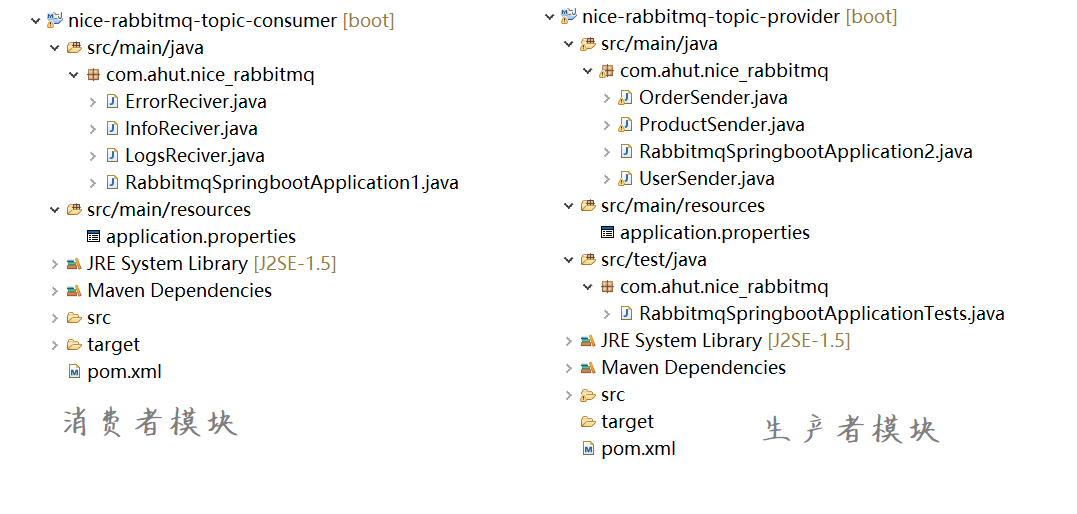 nice-rabbitmq-topic-consumer [boot]
src/main/java
com.ahut.nice_rabbitmq
ErrorReciver.java
InfoReciver.java
LogsReciver.java
RabbitmqSpringbootApplication1.java
src/main/resources
application.properties
JRE System Library [J2SE-1.5]
Maven Dependencies
src
target
pom.xml
消费者模块
nice-rabbitmq-topic-provider [boot]
src/main/java
com.ahut.nice_rabbitmq
OrderSender.java
ProductSender.java
RabbitmqSpringbootApplication2.java
UserSender.java
src/main/resources
application.properties
src/test/java
com.ahut.nice_rabbitmq
RabbitmqSpringbootApplicationTests.java
JRE System Library [J2SE-1.5]
Maven Dependencies
src
target
pom.xml
生产者模块